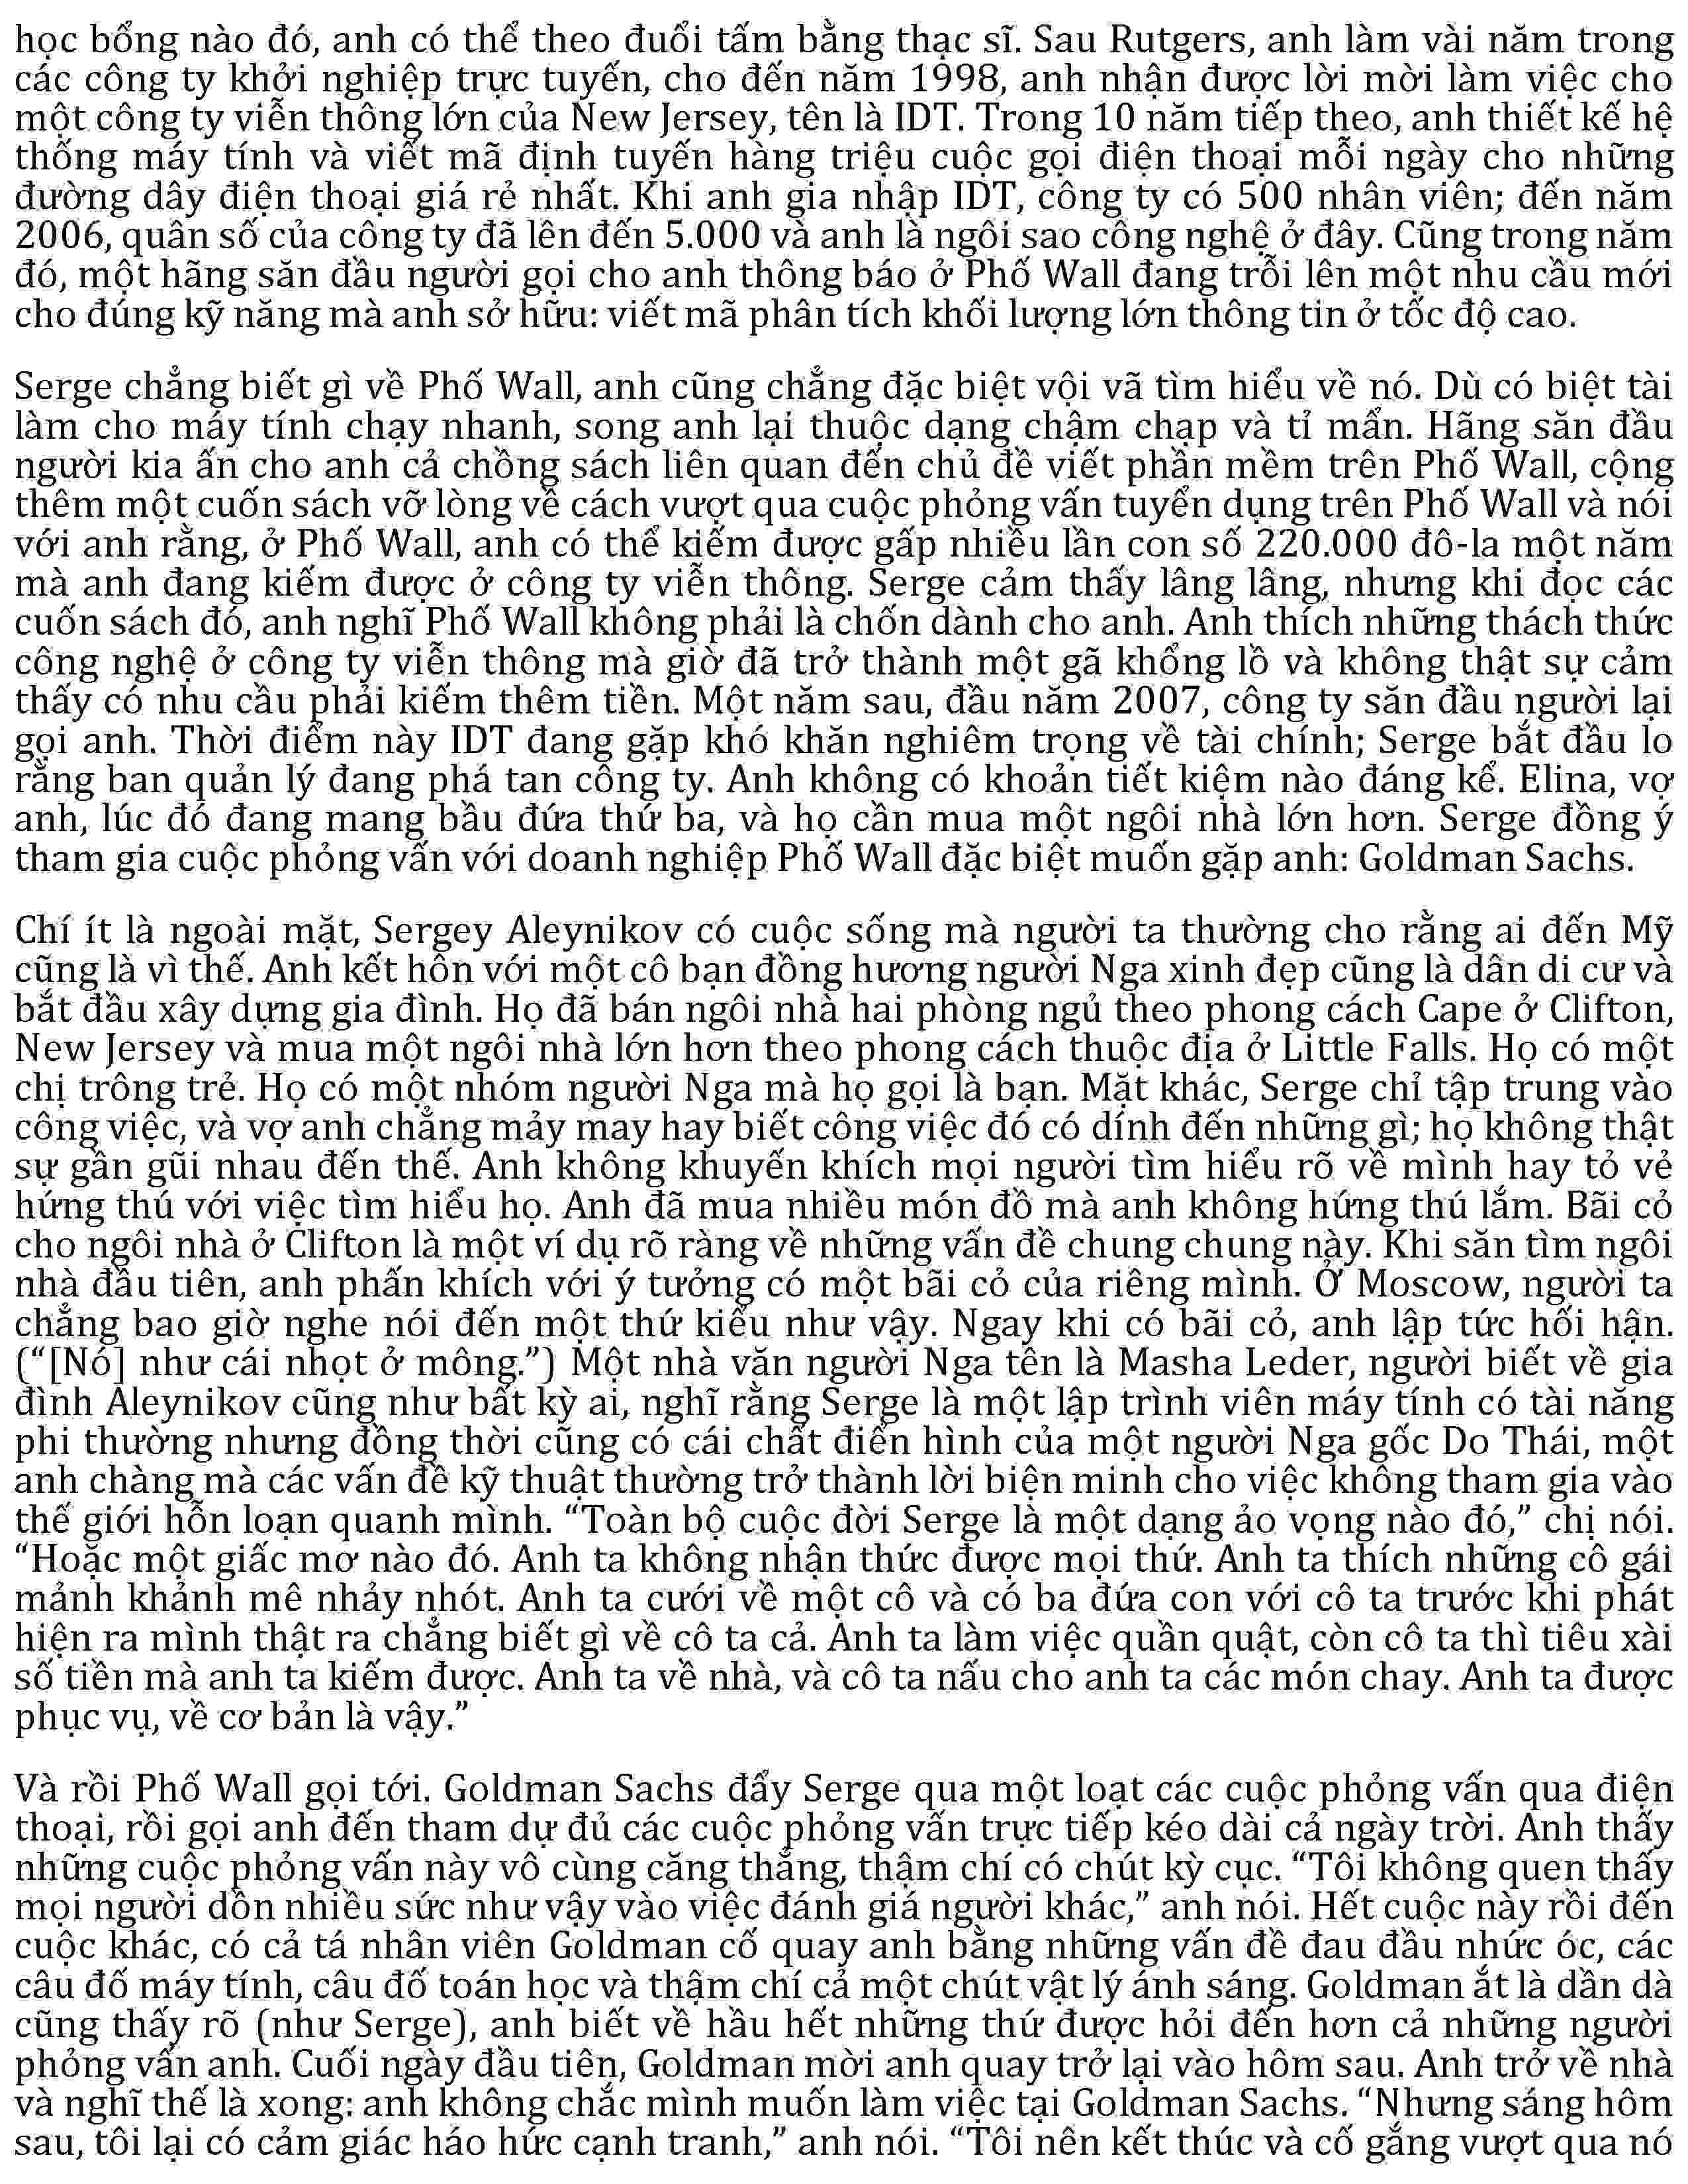 học bổng nào đó, anh có thể theo đuổi tấm bằng thạc sĩ. Sau Rutgers, anh làm vài năm trong
các công ty khởi nghiệp trực tuyến, cho đến năm 1998, anh nhận được lời mời làm việc cho
một công ty viễn thông lớn của New Jersey, tên là IDT. Trong 10 năm tiếp theo, anh thiết kế hệ
thống máy tính và viết mã định tuyến hàng triệu cuộc gọi điện thoại mỗi ngày cho những
đường dây điện thoại giá rẻ nhất. Khi anh gia nhập IDT, công ty có 500 nhân viên; đến năm
2006, quân số của công ty đã lên đến 5.000 và anh là ngôi sao công nghệ ở đây. Cũng trong năm
đó, một hãng săn đầu người gọi cho anh thông báo ở Phố Wall đang trỗi lên một nhu cầu mới
cho đúng kỹ năng mà anh sở hữu: viết mã phân tích khối lượng lớn thông tin ở tốc độ cao.

Serge chẳng biết gì về Phố Wall, anh cũng chẳng đặc biệt vội vã tìm hiểu về nó. Dù có biệt tài
làm cho máy tính chạy nhanh, song anh lại thuộc dạng chậm chạp và tỉ mẩn. Hãng săn đầu
người kia ấn cho anh cả chồng sách liên quan đến chủ đề viết phần mềm trên Phố Wall, cộng
thêm một cuốn sách vỡ lòng về cách vượt qua cuộc phỏng vấn tuyển dụng trên Phố Wall và nói
với anh rằng, ở Phố Wall, anh có thể kiếm được gấp nhiều lần con số 220.000 đô-la một năm
mà anh đang kiếm được ở công ty viễn thông. Serge cảm thấy lâng lâng, nhưng khi đọc các
cuốn sách đó, anh nghĩ Phố Wall không phải là chốn dành cho anh. Anh thích những thách thức
công nghệ ở công ty viễn thông mà giờ đã trở thành một gã khổng lồ và không thật sự cảm
thấy có nhu cầu phải kiếm thêm tiền. Một năm sau, đầu năm 2007, công ty săn đầu người lại
gọi anh. Thời điểm này IDT đang gặp khó khăn nghiêm trọng về tài chính; Serge bắt đầu lo
rằng ban quản lý đang phá tan công ty. Anh không có khoản tiết kiệm nào đáng kể. Elina, vợ
anh, lúc đó đang mang bầu đứa thứ ba, và họ cần mua một ngôi nhà lớn hơn. Serge đồng ý
tham gia cuộc phỏng vấn với doanh nghiệp Phố Wall đặc biệt muốn gặp anh: Goldman Sachs.

Chí ít là ngoài mặt, Sergey Aleynikov có cuộc sống mà người ta thường cho rằng ai đến Mỹ
cũng là vì thế. Anh kết hôn với một cô bạn đồng hương người Nga xinh đẹp cũng là dân di cư và
bắt đầu xây dựng gia đình. Họ đã bán ngôi nhà hai phòng ngủ theo phong cách Cape ở Clifton,
New Jersey và mua một ngôi nhà lớn hơn theo phong cách thuộc địa ở Little Falls. Họ có một
chị trông trẻ. Họ có một nhóm người Nga mà họ gọi là bạn. Mặt khác, Serge chỉ tập trung vào
công việc, và vợ anh chẳng mảy may hay biết công việc đó có dính đến những gì; họ không thật
sự gần gũi nhau đến thế. Anh không khuyến khích mọi người tìm hiểu rõ về mình hay tỏ vẻ
hứng thú với việc tìm hiểu họ. Anh đã mua nhiều món đồ mà anh không hứng thú lắm. Bãi cỏ
cho ngôi nhà ở Clifton là một ví dụ rõ ràng về những vấn đề chung chung này. Khi săn tìm ngôi
nhà đầu tiên, anh phấn khích với ý tưởng có một bãi cỏ của riêng mình. Ở Moscow, người ta
chẳng bao giờ nghe nói đến một thứ kiểu như vậy. Ngay khi có bãi cỏ, anh lập tức hối hận.
(“[Nó] như cái nhọt ở mông.”) Một nhà văn người Nga tên là Masha Leder, người biết về gia
đình Aleynikov cũng như bất kỳ ai, nghĩ rằng Serge là một lập trình viên máy tính có tài năng
phi thường nhưng đồng thời cũng có cái chất điển hình của một người Nga gốc Do Thái, một
anh chàng mà các vấn đề kỹ thuật thường trở thành lời biện minh cho việc không tham gia vào
thế giới hỗn loạn quanh mình. “Toàn bộ cuộc đời Serge là một dạng ảo vọng nào đó,” chị nói.
“Hoặc một giấc mơ nào đó. Anh ta không nhận thức được mọi thứ. Anh ta thích những cô gái
mảnh khảnh mê nhảy nhót. Anh ta cưới về một cô và có ba đứa con với cô ta trước khi phát
hiện ra mình thật ra chẳng biết gì về cô ta cả. Anh ta làm việc quần quật, còn cô ta thì tiêu xài
số tiền mà anh ta kiếm được. Anh ta về nhà, và cô ta nấu cho anh ta các món chay. Anh ta được
phục vụ, về cơ bản là vậy.”

Và rồi Phố Wall gọi tới. Goldman Sachs đẩy Serge qua một loạt các cuộc phỏng vấn qua điện
thoại, rồi gọi anh đến tham dự đủ các cuộc phỏng vấn trực tiếp kéo dài cả ngày trời. Anh thấy
những cuộc phỏng vấn này vô cùng căng thẳng, thậm chí có chút kỳ cục. “Tôi không quen thấy
mọi người dồn nhiều sức như vậy vào việc đánh giá người khác,” anh nói. Hết cuộc này rồi đến
cuộc khác, có cả tá nhân viên Goldman cố quay anh bằng những vấn đề đau đầu nhức óc, các
câu đố máy tính, câu đố toán học và thậm chí cả một chút vật lý ánh sáng. Goldman ắt là dần dà
cũng thấy rõ (như Serge), anh biết về hầu hết những thứ được hỏi đến hơn cả những người
phỏng vấn anh. Cuối ngày đầu tiên, Goldman mời anh quay trở lại vào hôm sau. Anh trở về nhà
và nghĩ thế là xong: anh không chắc mình muốn làm việc tại Goldman Sachs. “Nhưng sáng hôm
sau, tôi lại có cảm giác háo hức cạnh tranh,” anh nói. “Tôi nên kết thúc và cố gắng vượt qua nó